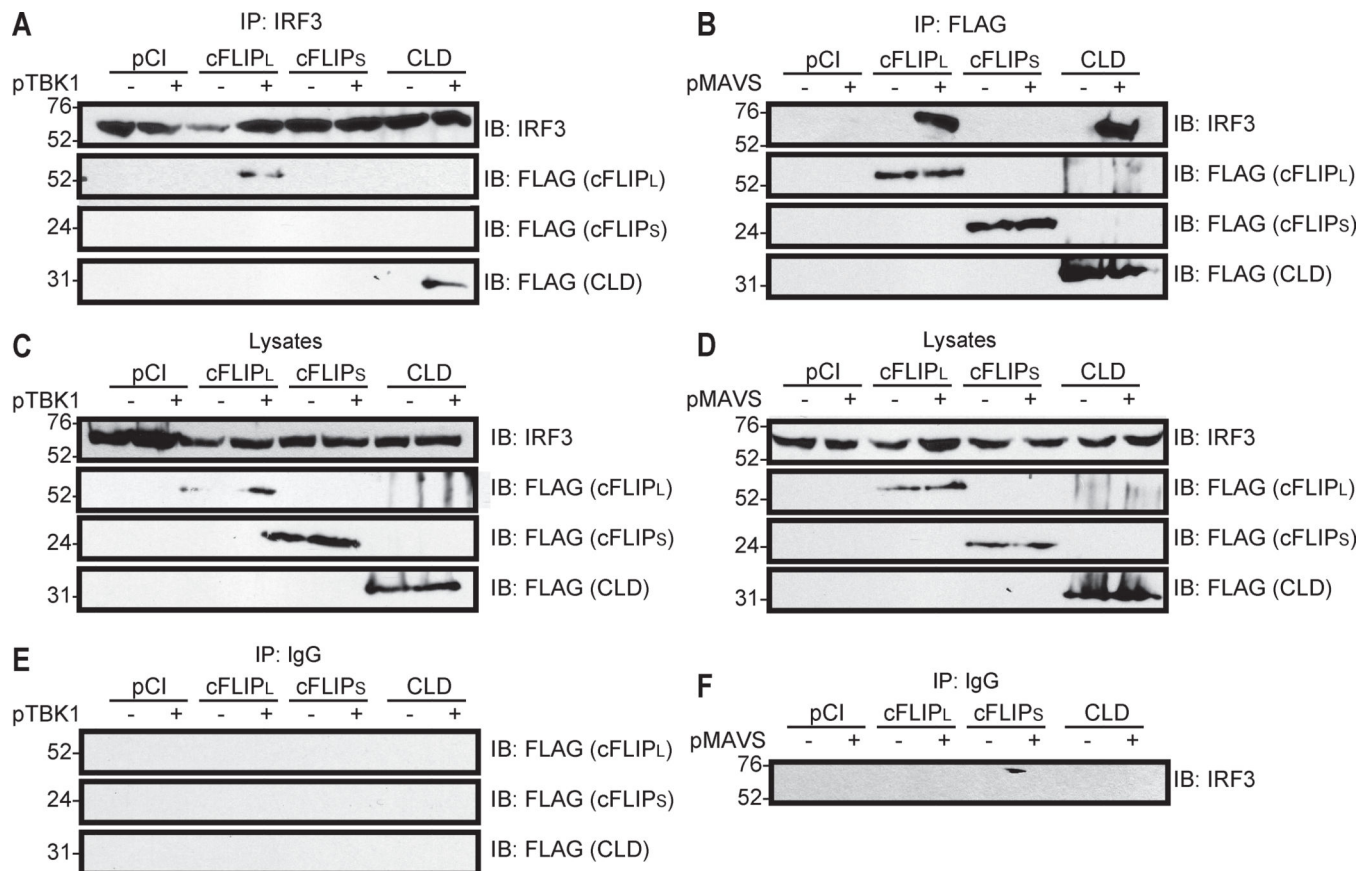 A
IP: IRF3
pCI cFLIPL cFLIPS CLD
pTBK1 - + - + - + - +
76
52
IB: IRF3
52
IB: FLAG (cFLIPL)
24
IB: FLAG (cFLIPS)
31
IB: FLAG (CLD)
B
IP: FLAG
pCI cFLIPL cFLIPS CLD
pMAVS - + - + - + - +
76
52
IB: IRF3
52
IB: FLAG (cFLIPL)
24
IB: FLAG (cFLIPS)
31
IB: FLAG (CLD)
C
Lysates
pCI cFLIPL cFLIPS CLD
pTBK1 - + - + - + - +
76
52
IB: IRF3
52
IB: FLAG (cFLIPL)
24
IB: FLAG (cFLIPS)
31
IB: FLAG (CLD)
D
Lysates
pCI cFLIPL cFLIPS CLD
pMAVS - + - + - + - +
76
52
IB: IRF3
52
IB: FLAG (cFLIPL)
24
IB: FLAG (cFLIPS)
31
IB: FLAG (CLD)
E
IP: IgG
pCI cFLIPL cFLIPS CLD
pTBK1 - + - + - + - +
52
IB: FLAG (cFLIPL)
24
IB: FLAG (cFLIPS)
31
IB: FLAG (CLD)
F
IP: IgG
pCI cFLIPL cFLIPS CLD
pMAVS - + - + - + - +
76
52
IB: IRF3